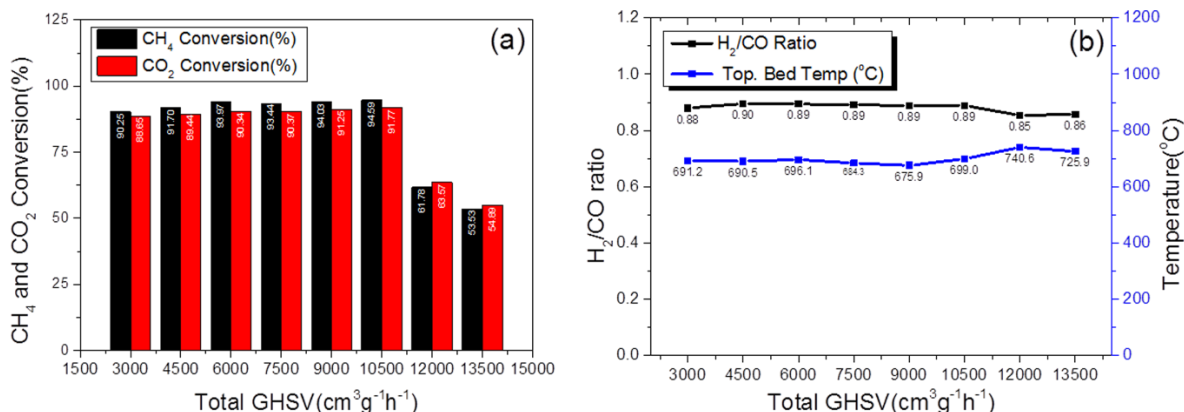 125
100
75
50
25
0
CH₄ and CO₂ Conversion(%)
CH₄ Conversion(%)
CO₂ Conversion(%)
(a)
90.25 88.65 91.70 89.44 93.97 90.34 93.44 90.37 94.03 91.25 94.59 91.77 61.78 63.57 53.53 54.89
1500 3000 4500 6000 7500 9000 10500 12000 13500 15000
Total GHSV(cm³g⁻¹h⁻¹)
1.2
1.0
0.8
0.6
0.4
0.2
0.0
H₂/CO ratio
H₂/CO Ratio
Top. Bed Temp (°C)
(b)
0.88 0.90 0.89 0.89 0.89 0.89 0.85 0.86
691.2 690.5 696.1 684.3 675.9 699.0 740.6 725.9
1200
1000
800
600
400
200
0
Temperature(°C)
3000 4500 6000 7500 9000 10500 12000 13500
Total GHSV(cm³g⁻¹h⁻¹)